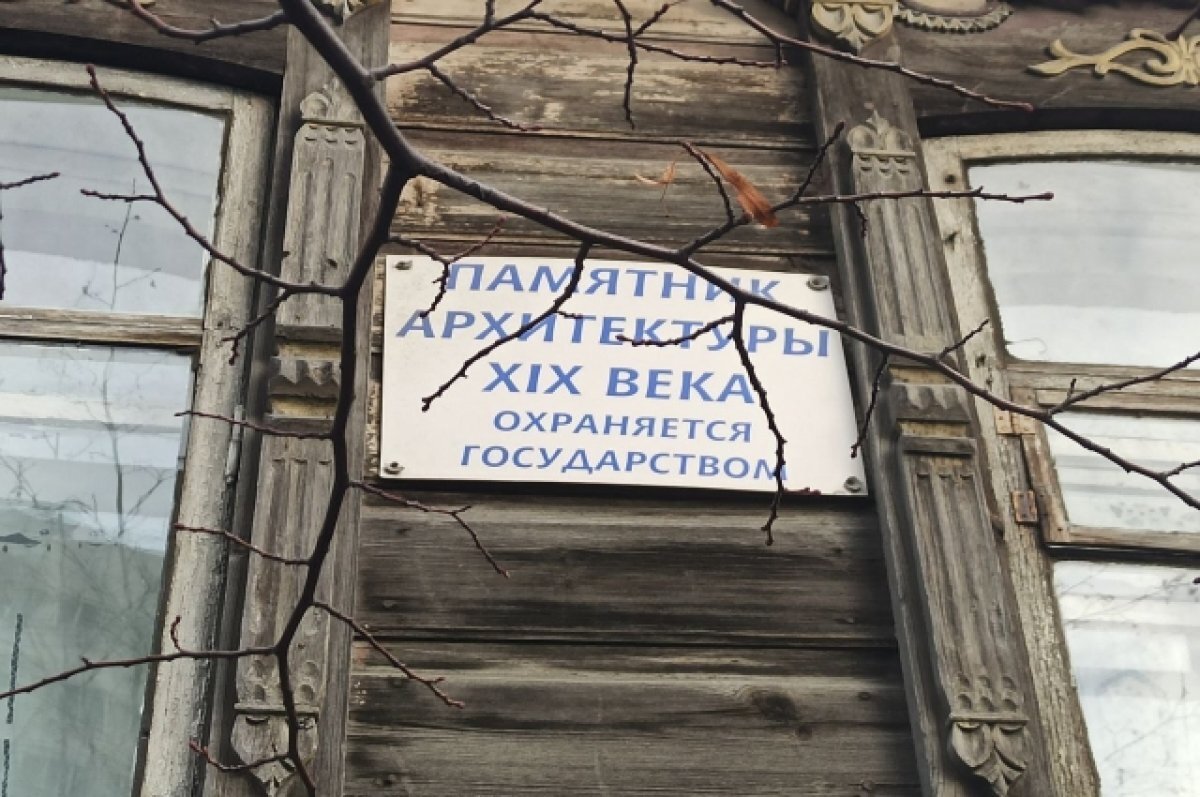 ПАМЯТНИК
АРХИТЕКТУРЫ
XIX ВЕКА
ОХРАНЯЕТСЯ
ГОСУДАРСТВОМ